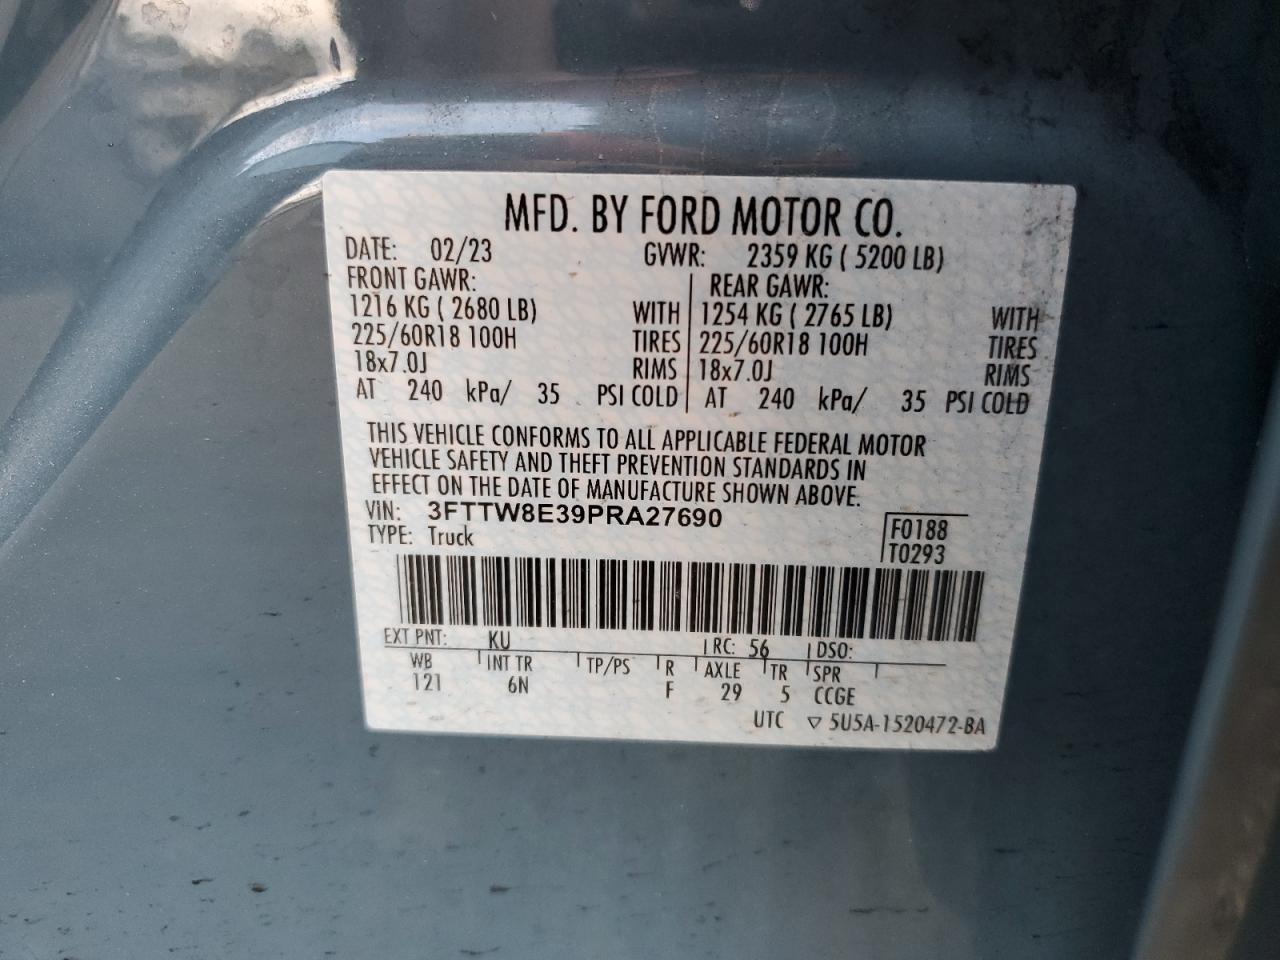 MFD. BY FORD MOTOR CO.
DATE: 02/23 GVWR: 2359 KG ( 5200 LB)
FRONT GAWR: REAR GAWR:
1216 KG ( 2680 LB) WITH 1254 KG ( 2765 LB) WITH
225/60R18 100H TIRES 225/60R18 100H TIRES
18x7.0J RIMS 18x7.0J RIMS
AT 240 kPa/ 35 PSI COLD AT 240 kPa/ 35 PSI COLD
THIS VEHICLE CONFORMS TO ALL APPLICABLE FEDERAL MOTOR
VEHICLE SAFETY AND THEFT PREVENTION STANDARDS IN
EFFECT ON THE DATE OF MANUFACTURE SHOWN ABOVE.
VIN: 3FTTW8E39PRA27690
TYPE: Truck
F0188
T0293
EXT PNT: KU RC: 56 DSO:
WB INT TR TP/PS R AXLE TR SPR
121 6N F 29 5 CCGE
UTC ▽ 5U5A-1520472-BA